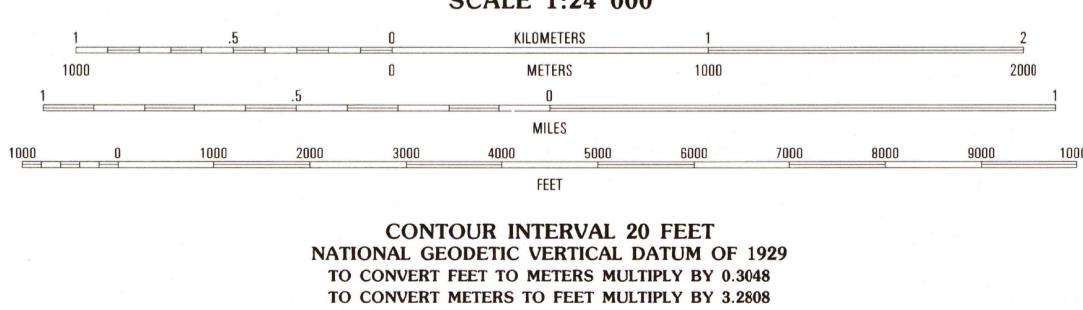 SCALE 1:24 000
1 .5 0 KILOMETERS 1 2
1000 0 METERS 1000 2000
1 .5 0 1
MILES
1000 0 1000 2000 3000 4000 5000 6000 7000 8000 9000 1000
FEET
CONTOUR INTERVAL 20 FEET
NATIONAL GEODETIC VERTICAL DATUM OF 1929
TO CONVERT FEET TO METERS MULTIPLY BY 0.3048
TO CONVERT METERS TO FEET MULTIPLY BY 3.2808